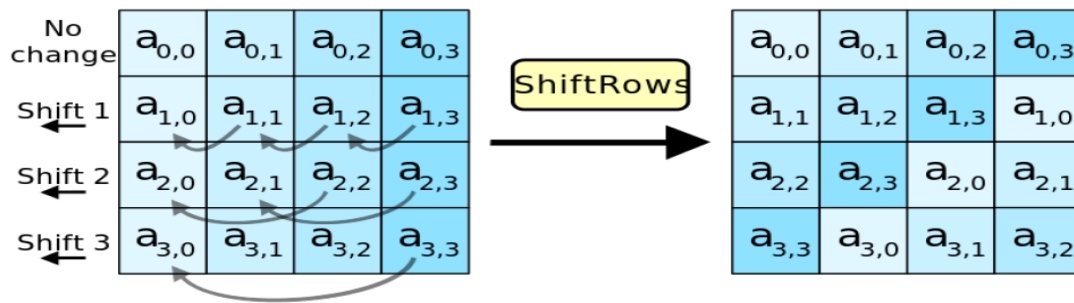 No change a0,0 a0,1 a0,2 a0,3
Shift 1 a1,0 a1,1 a1,2 a1,3
Shift 2 a2,0 a2,1 a2,2 a2,3
Shift 3 a3,0 a3,1 a3,2 a3,3
ShiftRows
a0,0 a0,1 a0,2 a0,3
a1,1 a1,2 a1,3 a1,0
a2,2 a2,3 a2,0 a2,1
a3,3 a3,0 a3,1 a3,2